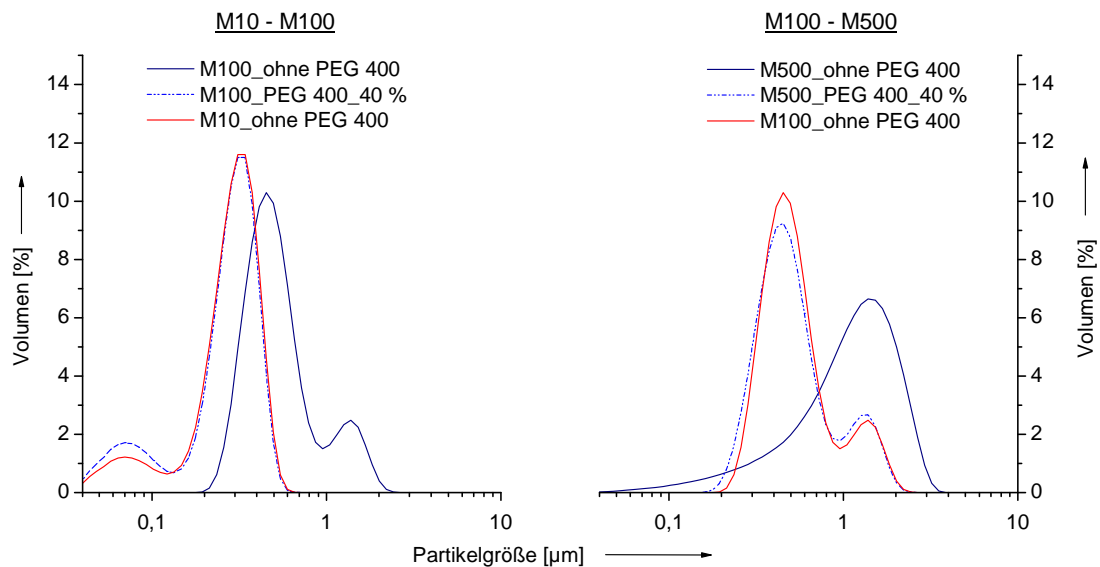 M10 - M100
M100_ohne PEG 400
M100_PEG 400_40 %
M10_ohne PEG 400
Volumen [%]
14
12
10
8
6
4
2
0
0,1
1
10
M100 - M500
M500_ohne PEG 400
M500_PEG 400_40 %
M100_ohne PEG 400
0,1
1
10
14
12
10
8
6
4
2
0
Volumen [%]
Partikelgröße [µm]